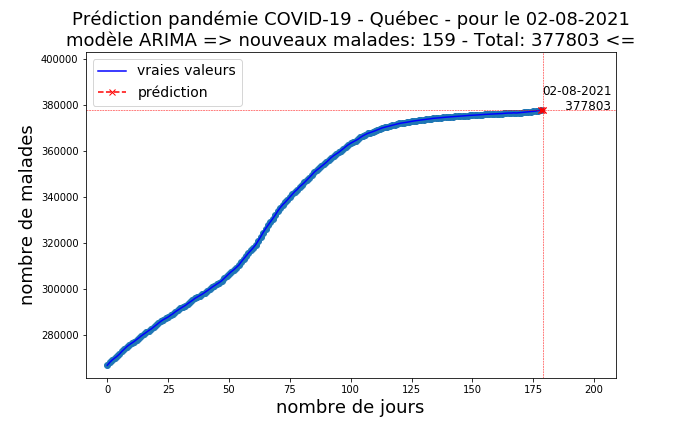 Prédiction pandémie COVID-19 - Québec - pour le 02-08-2021
modèle ARIMA => nouveaux malades: 159 - Total: 377803 <=
400000
380000
360000
340000
320000
300000
280000
nombre de malades
vraies valeurs
prédiction
02-08-2021
377803
0 25 50 75 100 125 150 175 200
nombre de jours